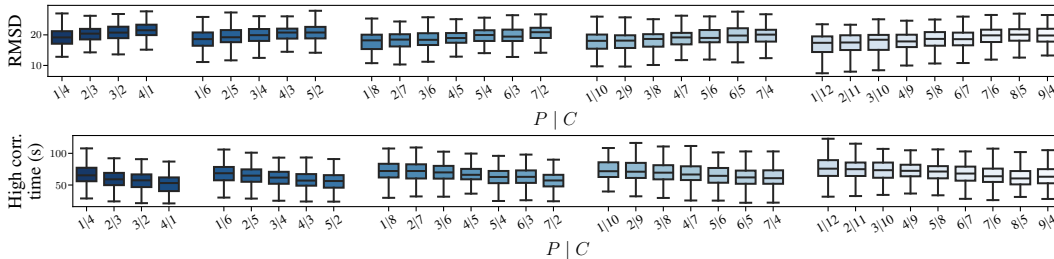 RMSD
20
10
1|4 2|3 3|2 4|1 1|6 2|5 3|4 4|3 5|2 1|8 2|7 3|6 4|5 5|4 6|3 7|2 1|10 2|9 3|8 4|7 5|6 6|5 7|4 1|12 2|11 3|10 4|9 5|8 6|7 7|6 8|5 9|4
P | C
High corr.
time (s)
100
50
1|4 2|3 3|2 4|1 1|6 2|5 3|4 4|3 5|2 1|8 2|7 3|6 4|5 5|4 6|3 7|2 1|10 2|9 3|8 4|7 5|6 6|5 7|4 1|12 2|11 3|10 4|9 5|8 6|7 7|6 8|5 9|4
P | C